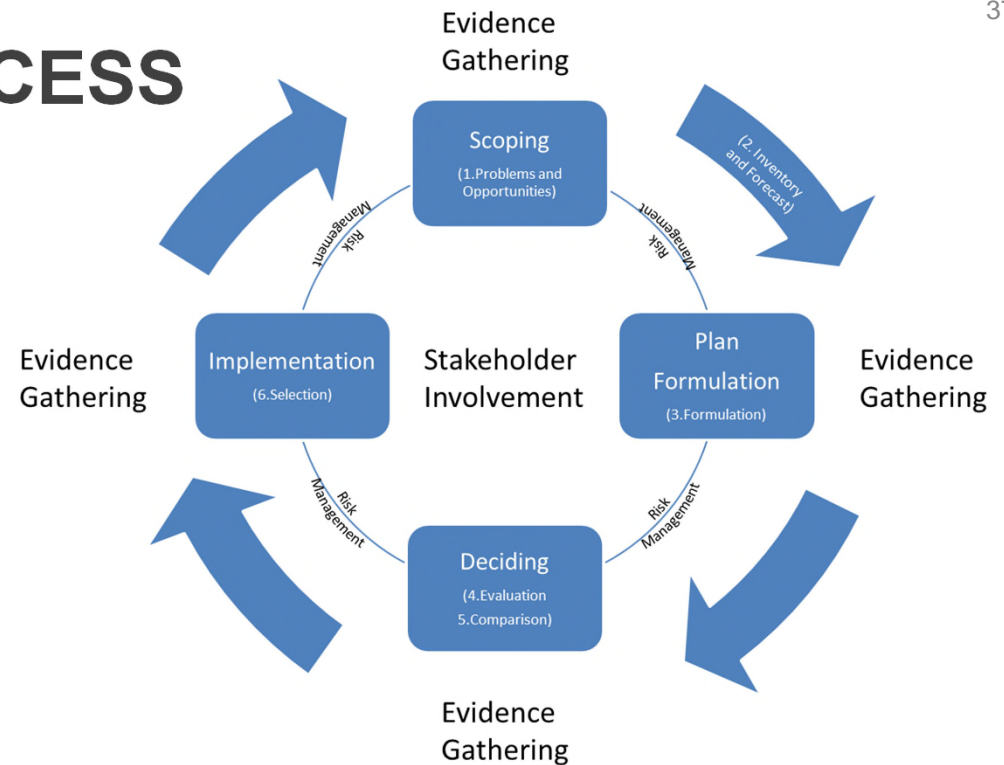 CESS
37
Evidence
Gathering
Scoping
(1.Problems and
Opportunities)
(2. Inventory
and Forecast)
Risk
Management
Risk
Management
Evidence
Gathering
Implementation
(6.Selection)
Stakeholder
Involvement
Plan
Formulation
(3.Formulation)
Evidence
Gathering
Risk
Management
Risk
Management
Deciding
(4.Evaluation
5.Comparison)
Evidence
Gathering